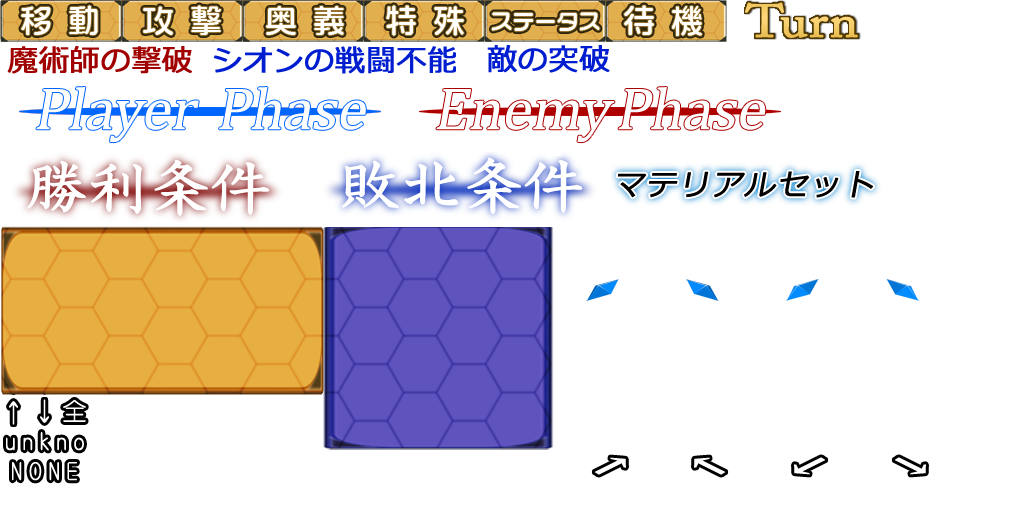 移動 攻撃 奥義 特殊 ステータス 待機 Turn
魔術師の撃破 シオンの戦闘不能 敵の突破
Player Phase Enemy Phase
勝利条件 敗北条件 マテリアルセット
↑↓全
unkno
NONE